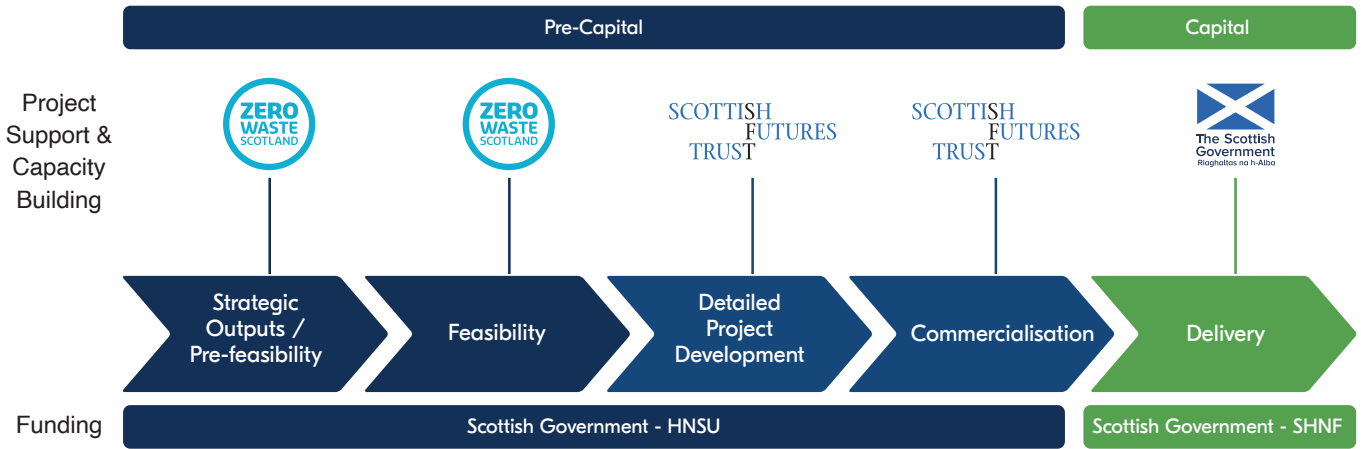 Pre-Capital
Capital
Project
Support &
Capacity
Building
ZERO
WASTE
SCOTLAND
ZERO
WASTE
SCOTLAND
SCOTTISH
FUTURES
TRUST
SCOTTISH
FUTURES
TRUST
The Scottish
Government
Riaghaltas na h-Alba
Strategic
Outputs /
Pre-feasibility
Feasibility
Detailed
Project
Development
Commercialisation
Delivery
Funding
Scottish Government - HNSU
Scottish Government - SHNF